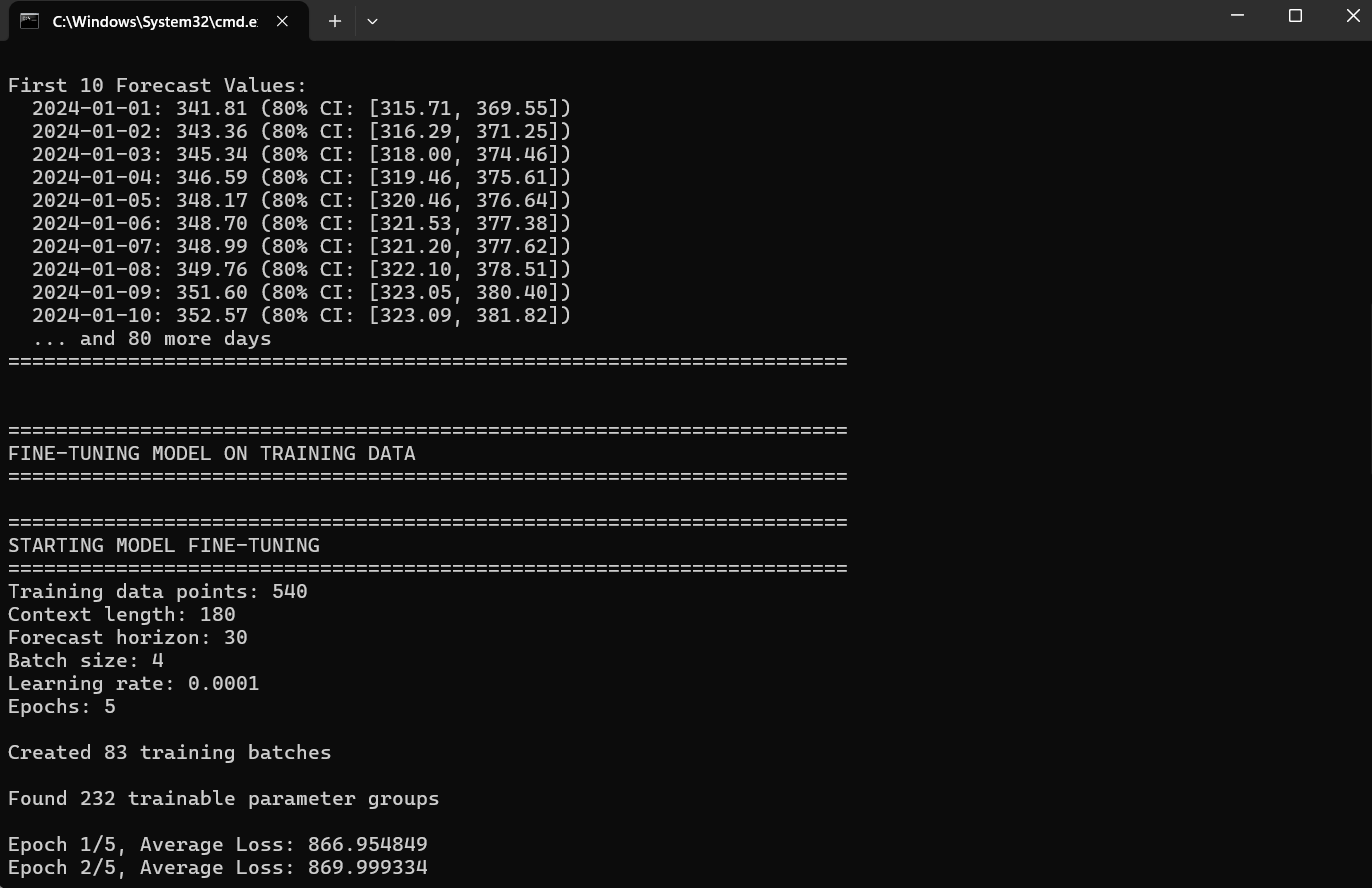 C:\Windows\System32\cmd.e
First 10 Forecast Values:
  2024-01-01: 341.81 (80% CI: [315.71, 369.55])
  2024-01-02: 343.36 (80% CI: [316.29, 371.25])
  2024-01-03: 345.34 (80% CI: [318.00, 374.46])
  2024-01-04: 346.59 (80% CI: [319.46, 375.61])
  2024-01-05: 348.17 (80% CI: [320.46, 376.64])
  2024-01-06: 348.70 (80% CI: [321.53, 377.38])
  2024-01-07: 348.99 (80% CI: [321.20, 377.62])
  2024-01-08: 349.76 (80% CI: [322.10, 378.51])
  2024-01-09: 351.60 (80% CI: [323.05, 380.40])
  2024-01-10: 352.57 (80% CI: [323.09, 381.82])
  ... and 80 more days
======================================================================
======================================================================
FINE-TUNING MODEL ON TRAINING DATA
======================================================================
======================================================================
STARTING MODEL FINE-TUNING
======================================================================
Training data points: 540
Context length: 180
Forecast horizon: 30
Batch size: 4
Learning rate: 0.0001
Epochs: 5
Created 83 training batches
Found 232 trainable parameter groups
Epoch 1/5, Average Loss: 866.954849
Epoch 2/5, Average Loss: 869.999334